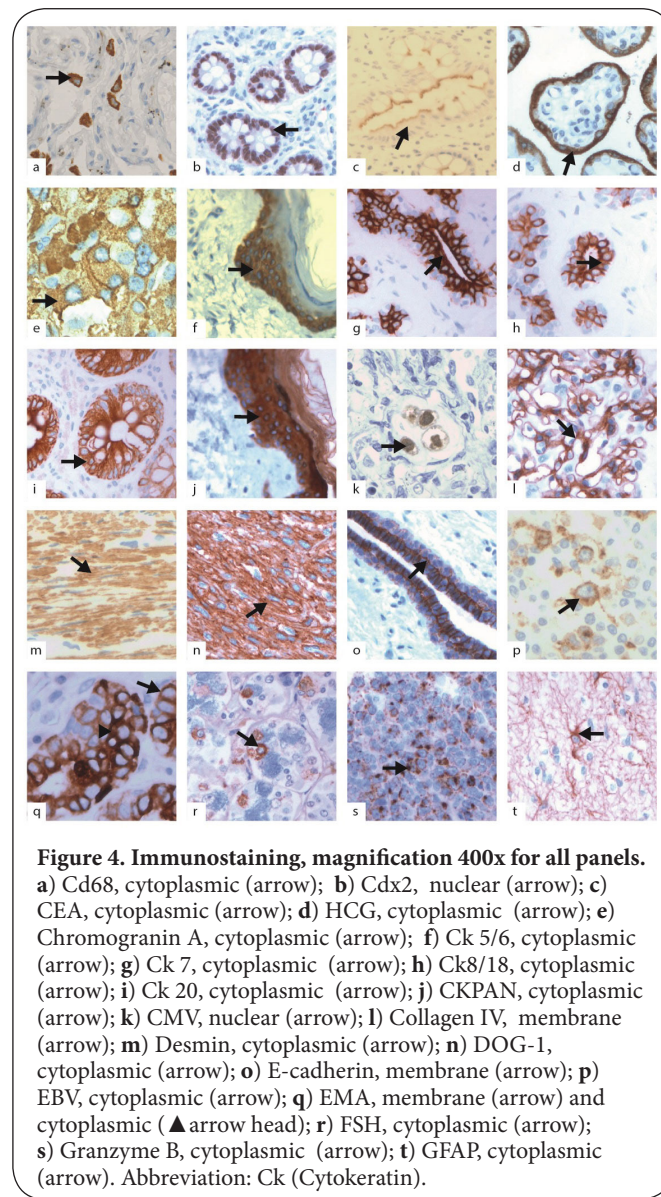 a b c d
e f g h
i j k l
m n o p
q r s t
Figure 4. Immunostaining, magnification 400x for all panels.
a) Cd68, cytoplasmic (arrow); b) Cdx2, nuclear (arrow); c)
CEA, cytoplasmic (arrow); d) HCG, cytoplasmic (arrow); e)
Chromogranin A, cytoplasmic (arrow); f) Ck 5/6, cytoplasmic
(arrow); g) Ck 7, cytoplasmic (arrow); h) Ck8/18, cytoplasmic
(arrow); i) Ck 20, cytoplasmic (arrow); j) CKPAN, cytoplasmic
(arrow); k) CMV, nuclear (arrow); l) Collagen IV, membrane
(arrow); m) Desmin, cytoplasmic (arrow); n) DOG-1,
cytoplasmic (arrow); o) E-cadherin, membrane (arrow); p)
EBV, cytoplasmic (arrow); q) EMA, membrane (arrow) and
cytoplasmic (▲arrow head); r) FSH, cytoplasmic (arrow);
s) Granzyme B, cytoplasmic (arrow); t) GFAP, cytoplasmic
(arrow). Abbreviation: Ck (Cytokeratin).